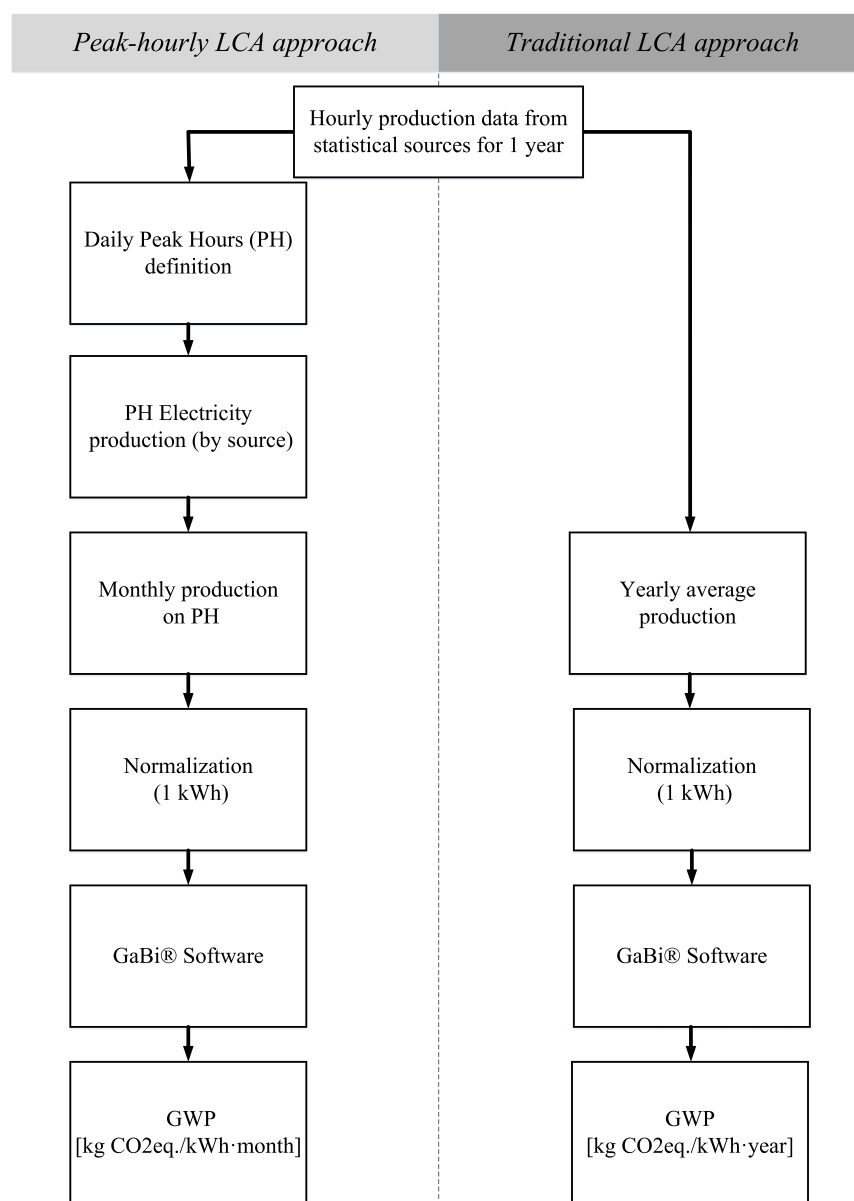 Peak-hourly LCA approach
Traditional LCA approach
Hourly production data from
statistical sources for 1 year
Daily Peak Hours (PH)
definition
PH Electricity
production (by source)
Monthly production
on PH
Normalization
(1 kWh)
GaBi® Software
GWP
[kg CO2eq./kWh·month]
Yearly average
production
Normalization
(1 kWh)
GaBi® Software
GWP
[kg CO2eq./kWh·year]